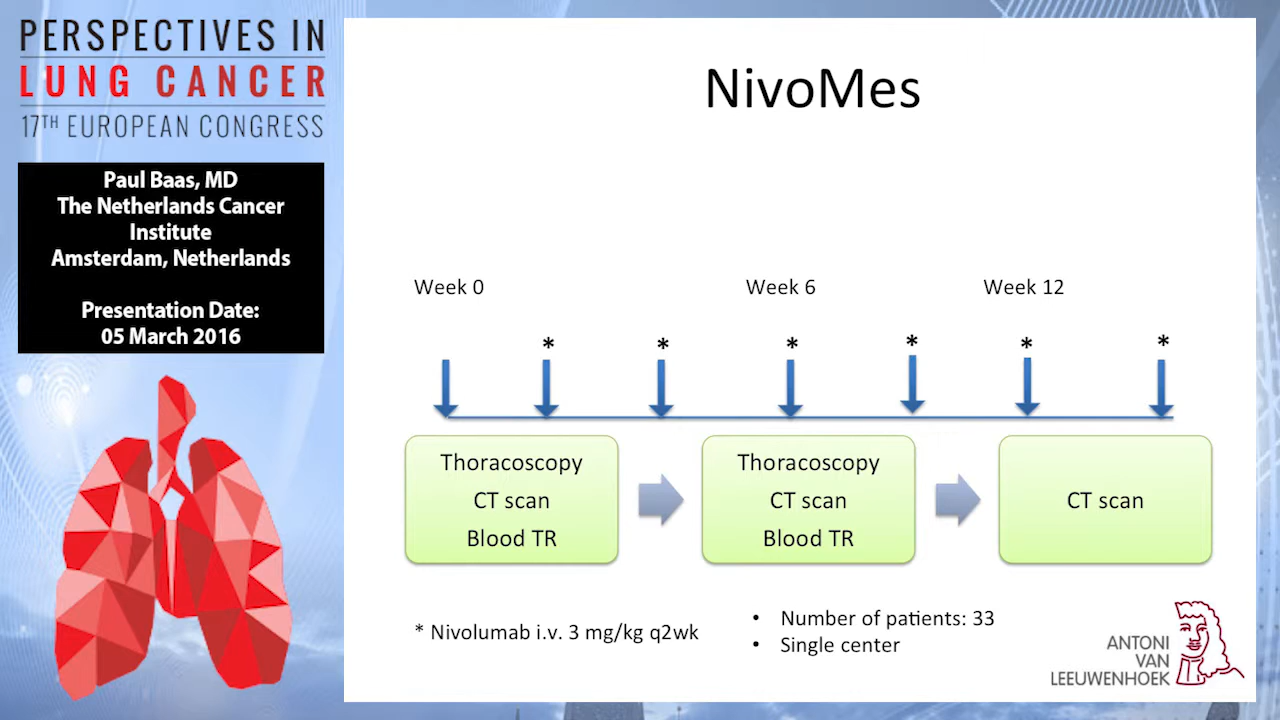 PERSPECTIVES IN
LUNG CANCER
17TH EUROPEAN CONGRESS
Paul Baas, MD
The Netherlands Cancer
Institute
Amsterdam, Netherlands
Presentation Date:
05 March 2016
NivoMes
Week 0 Week 6 Week 12
* * * * * *
Thoracoscopy
CT scan
Blood TR
Thoracoscopy
CT scan
Blood TR
CT scan
* Nivolumab i.v. 3 mg/kg q2wk
• Number of patients: 33
• Single center
ANTONI
VAN
LEEUWENHOEK